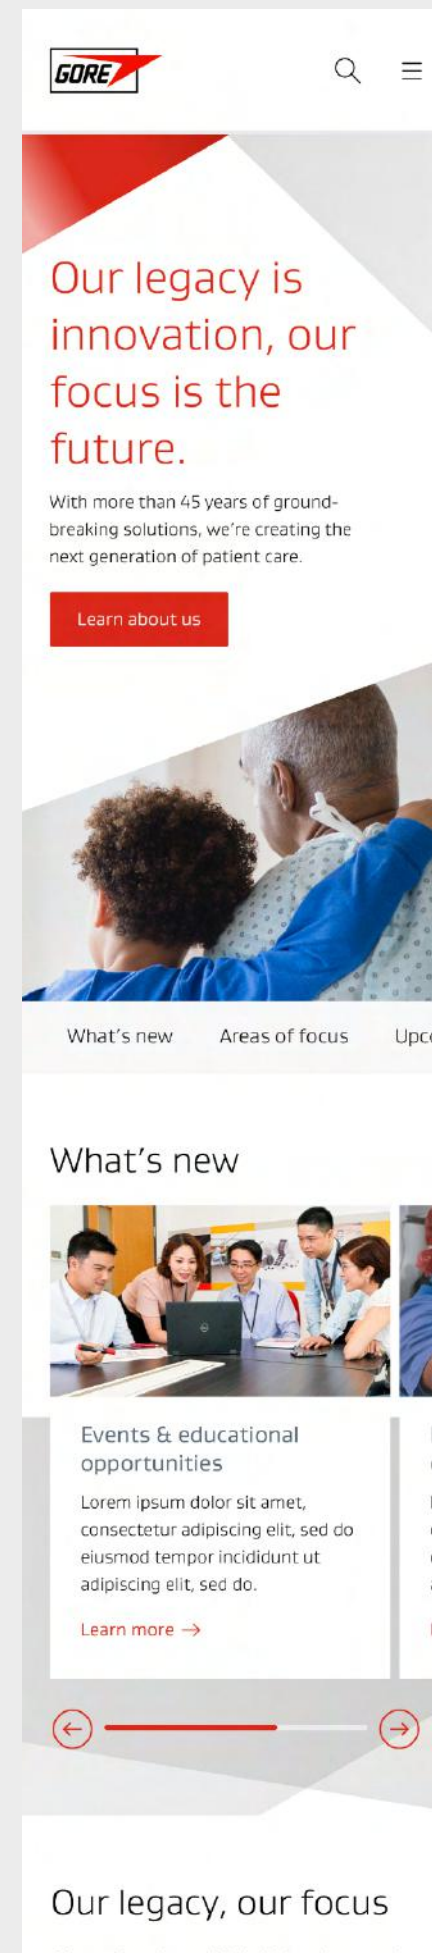 GORE
Our legacy is
innovation, our
focus is the
future.
With more than 45 years of ground-
breaking solutions, we're creating the
next generation of patient care.
Learn about us
What's new Areas of focus
What's new
Events & educational
opportunities
Lorem ipsum dolor sit amet,
consectetur adipiscing elit, sed do
eiusmod tempor incididunt ut
adipiscing elit, sed do.
Learn more →
Our legacy, our focus